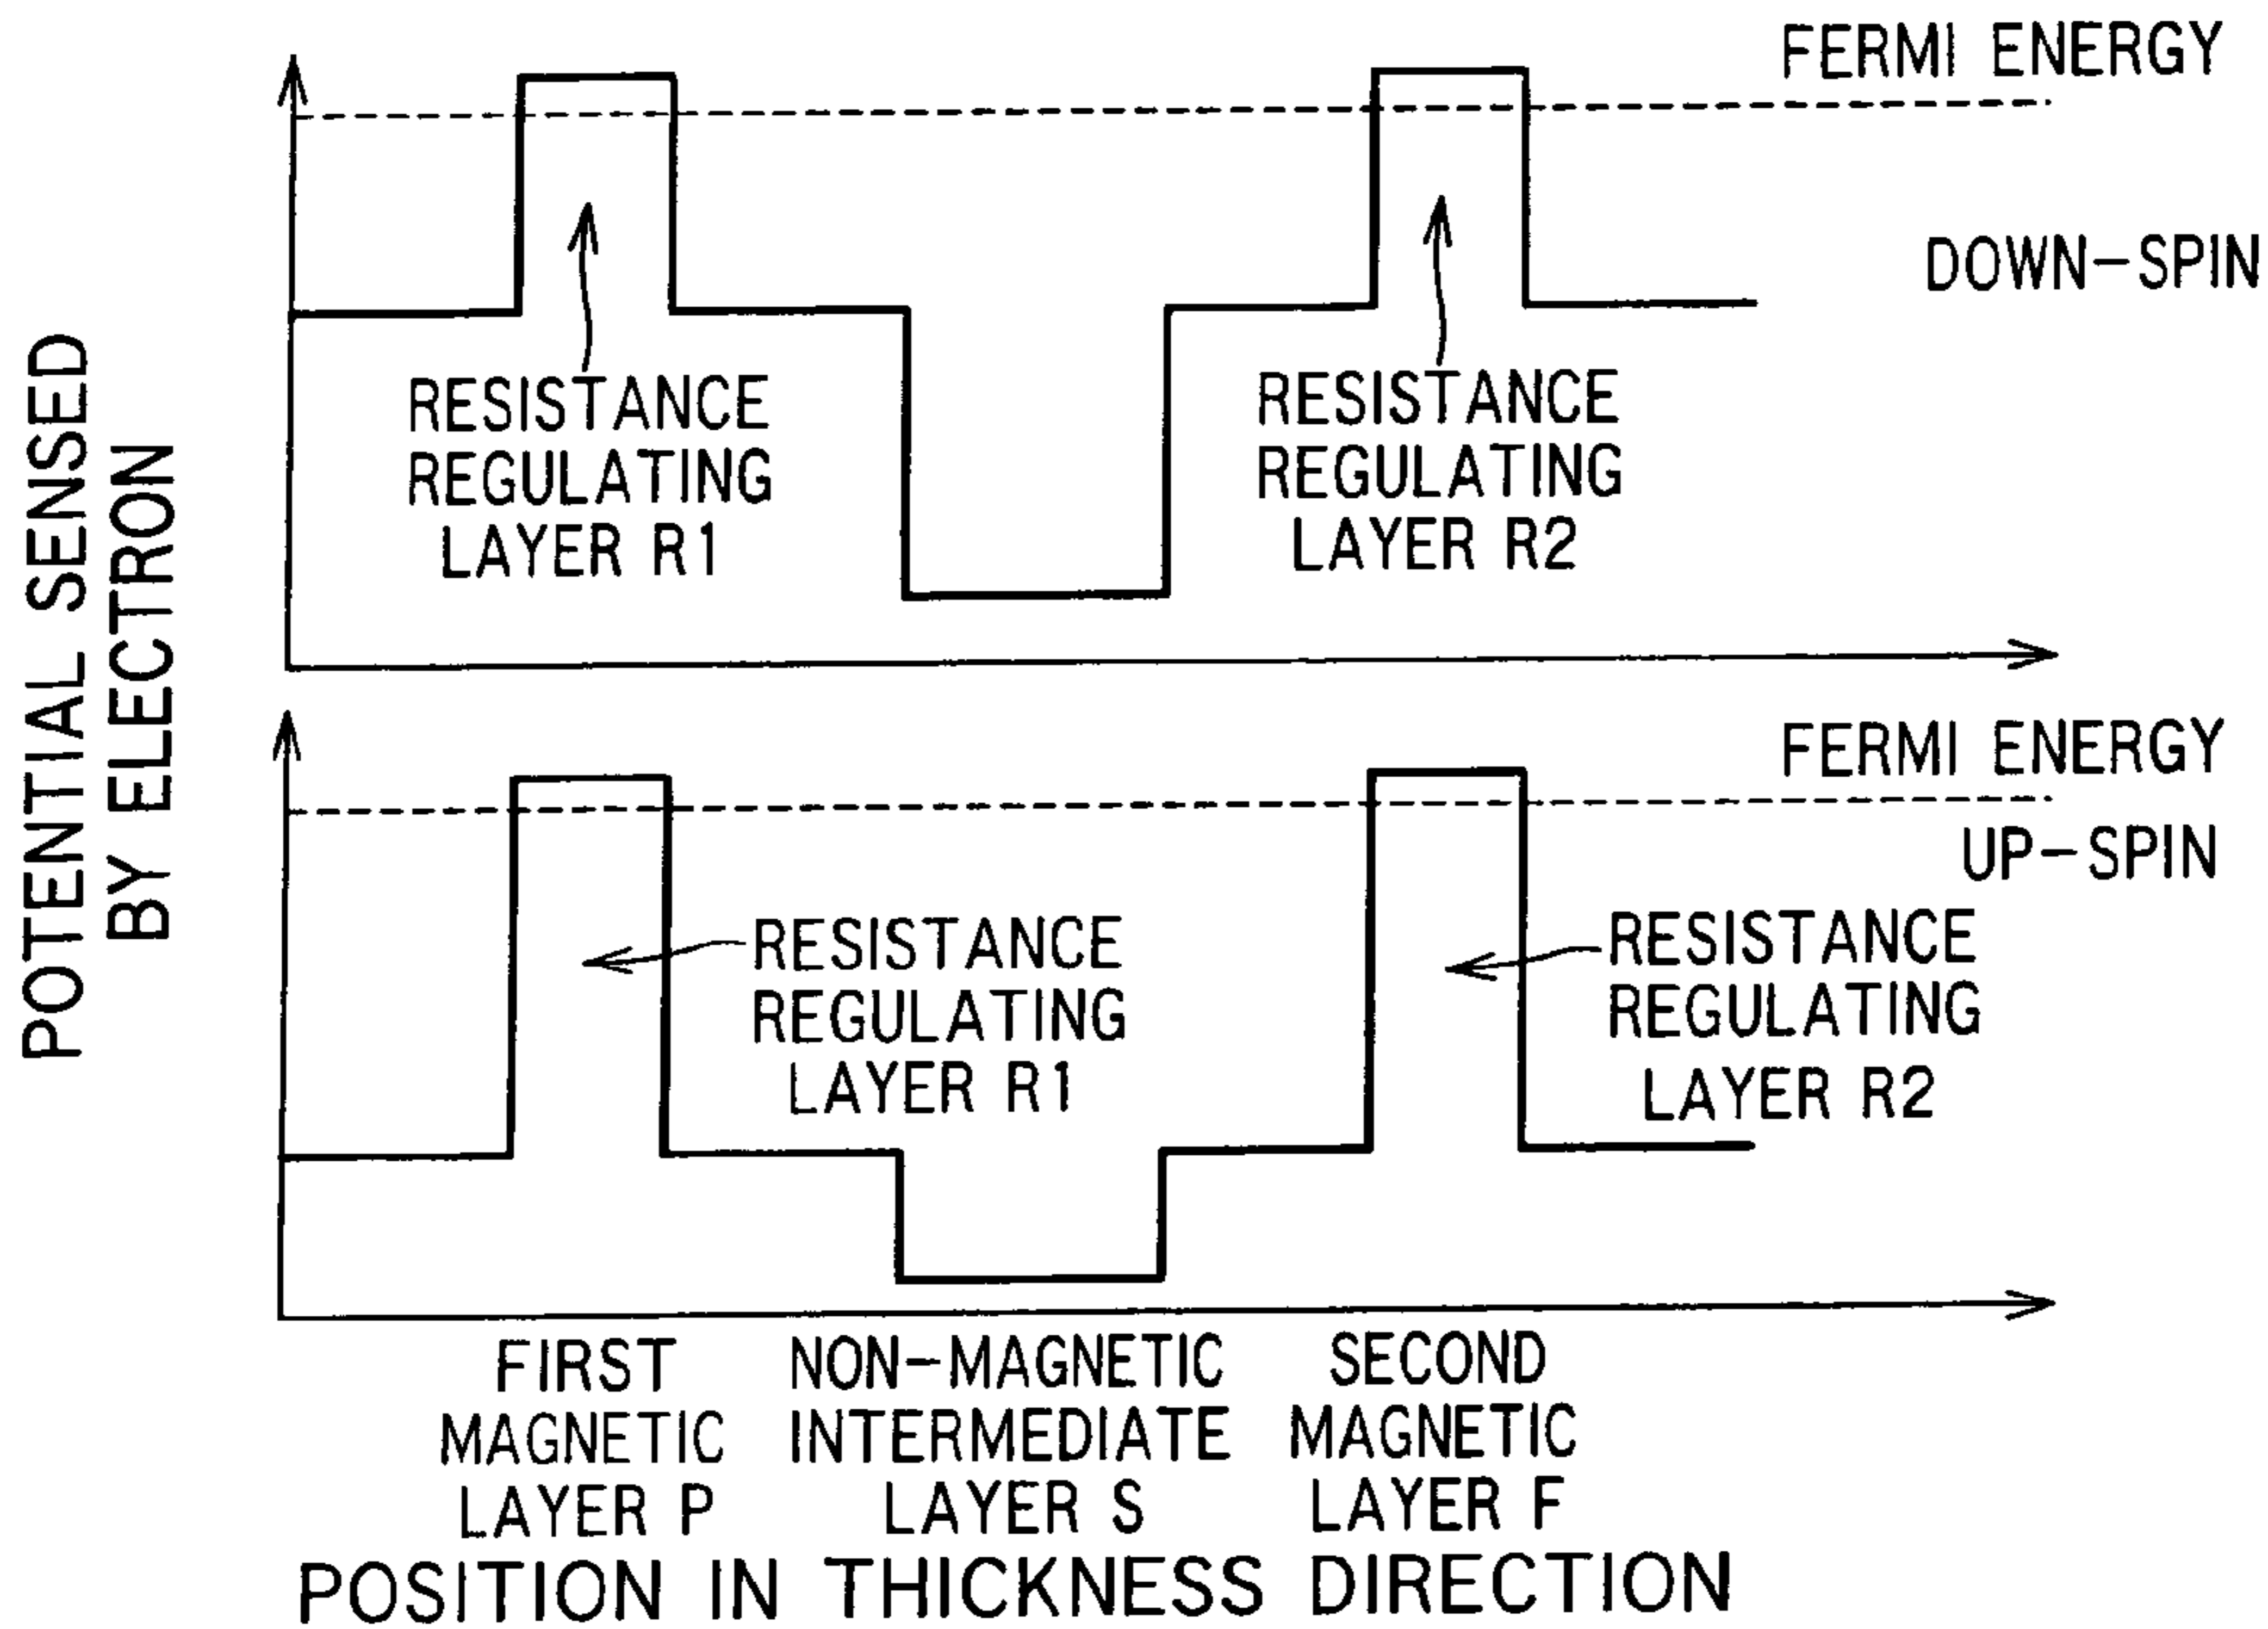 FERMI ENERGY
DOWN-SPIN
RESISTANCE
REGULATING
LAYER R1
RESISTANCE
REGULATING
LAYER R2
POTENTIAL SENSED
BY ELECTRON
FERMI ENERGY
UP-SPIN
RESISTANCE
REGULATING
LAYER R1
RESISTANCE
REGULATING
LAYER R2
FIRST
MAGNETIC
LAYER P
NON-MAGNETIC
INTERMEDIATE
LAYER S
SECOND
MAGNETIC
LAYER F
POSITION IN THICKNESS DIRECTION